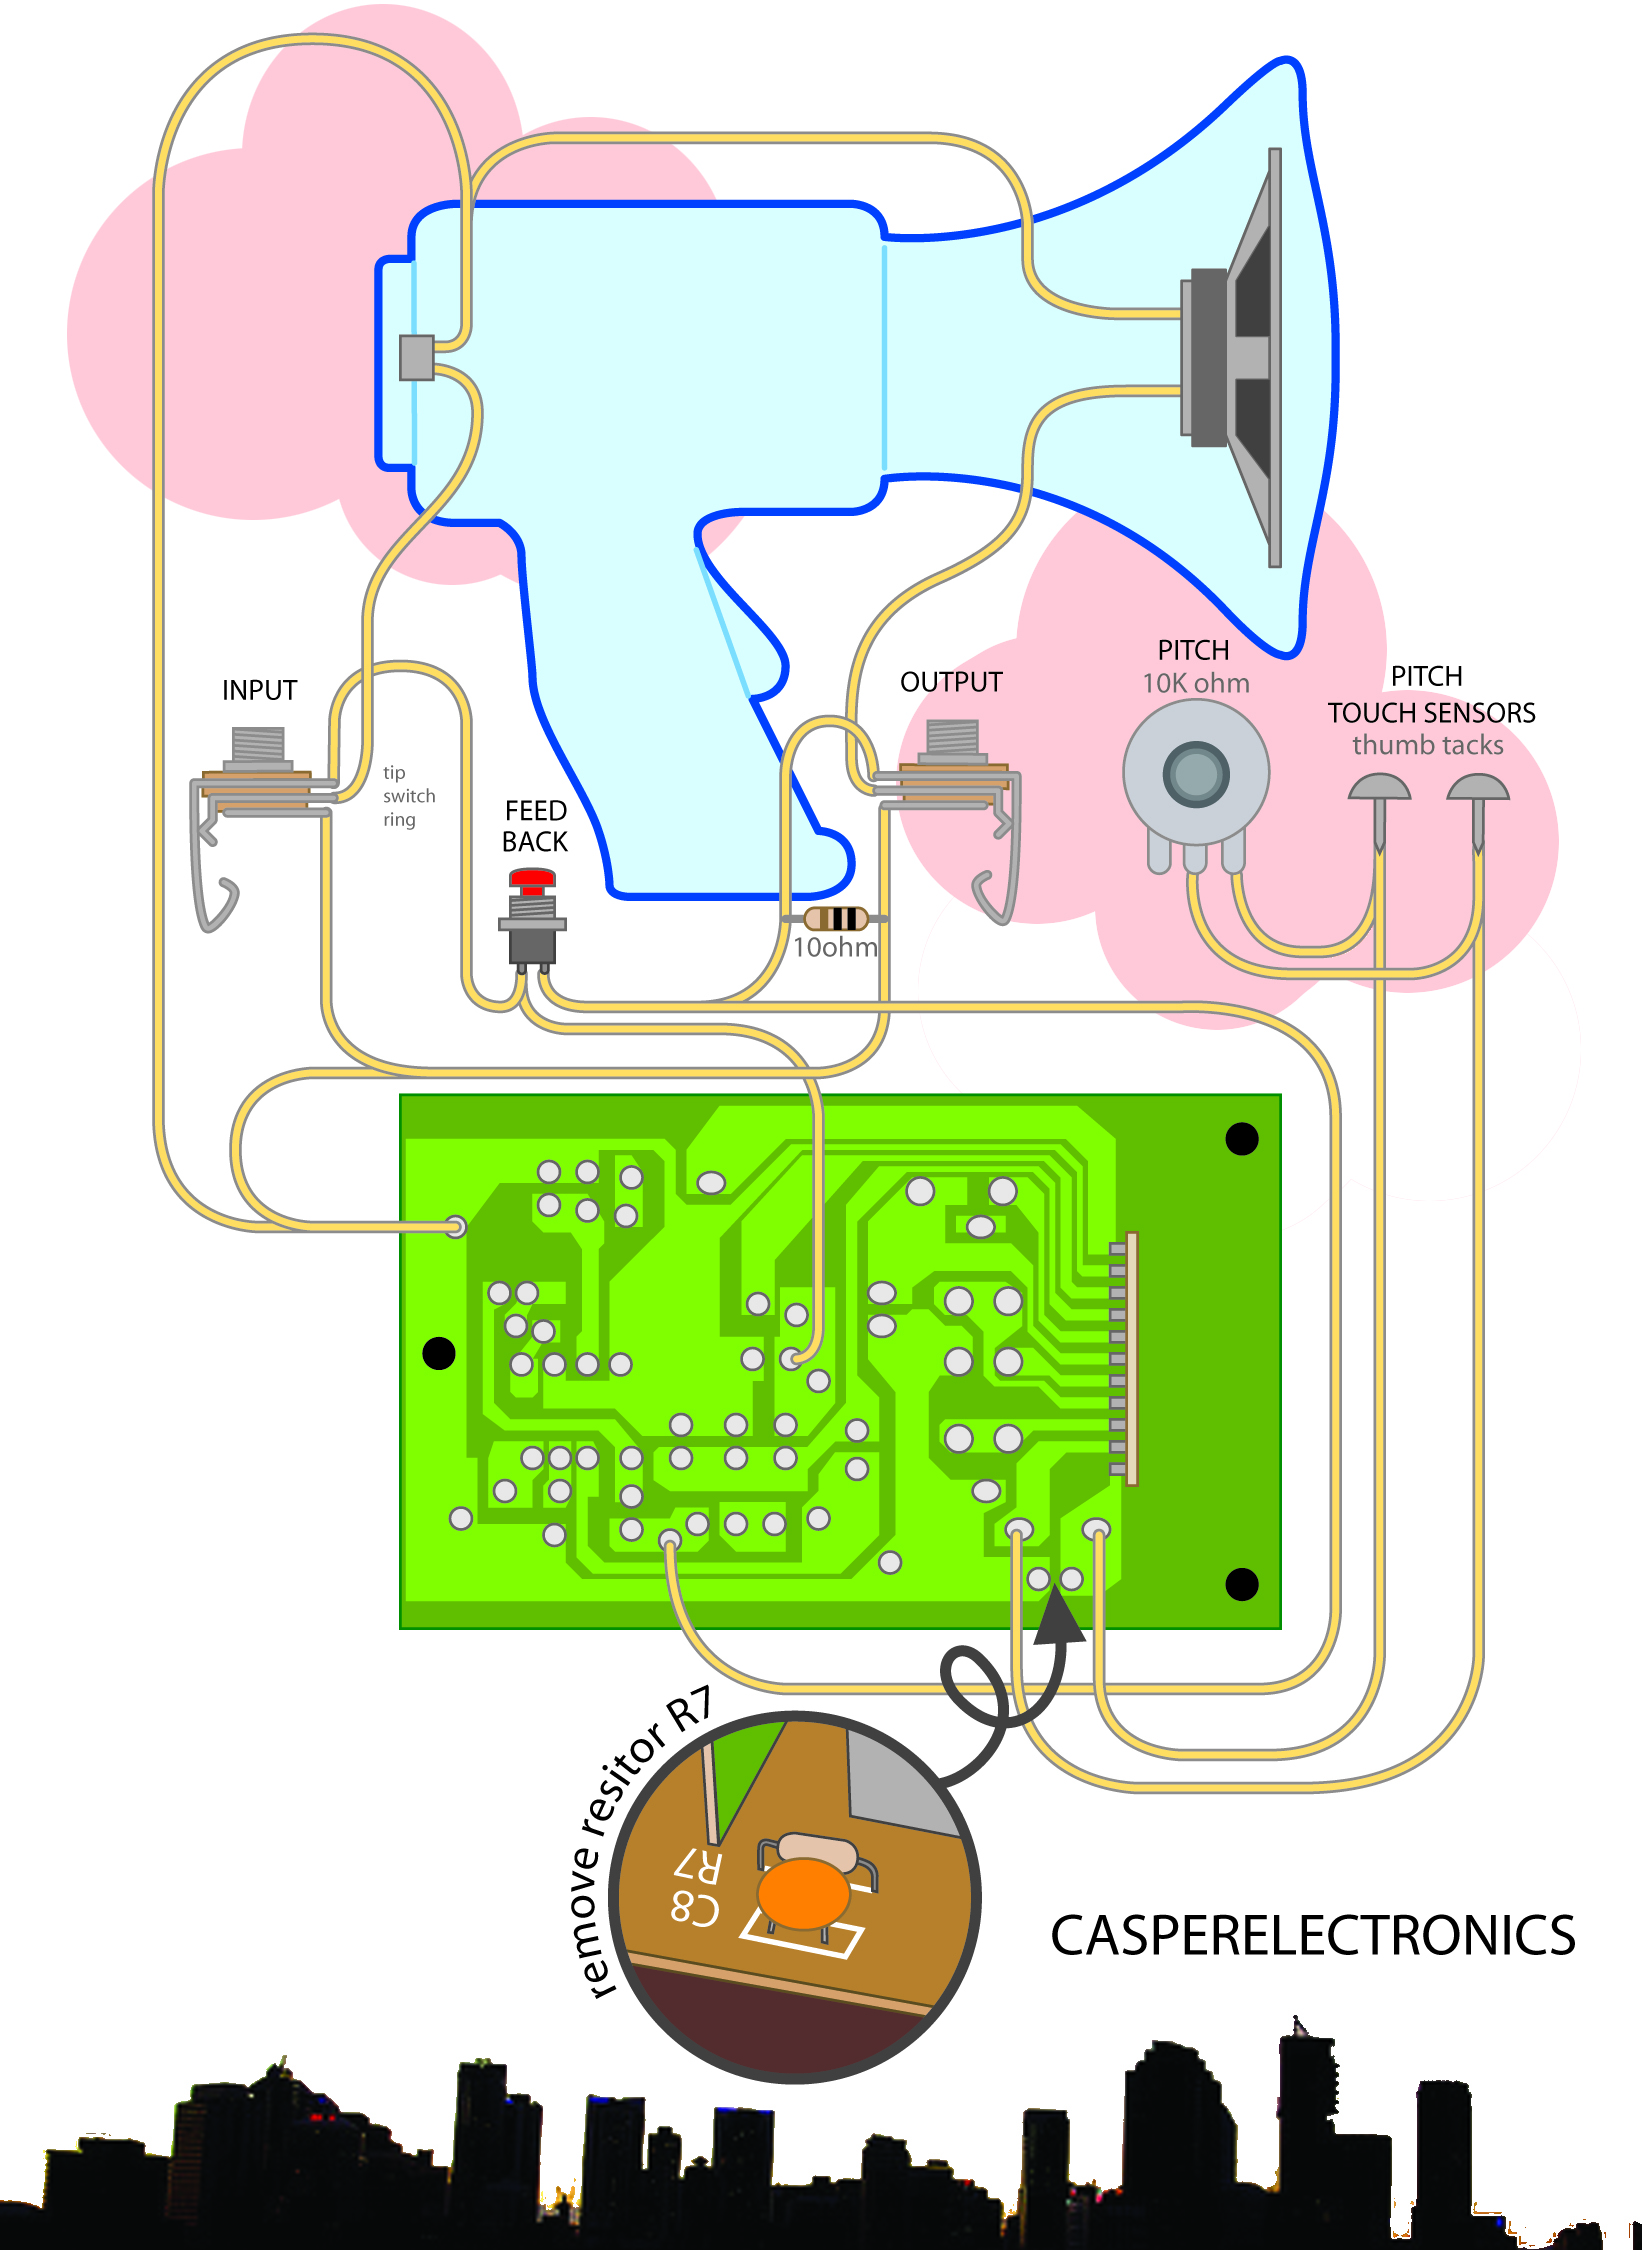 INPUT
tip
switch
ring
FEED
BACK
OUTPUT
10ohm
PITCH
10K ohm
PITCH
TOUCH SENSORS
thumb tacks
remove resitor R7
R7
C8
CASPERELECTRONICS